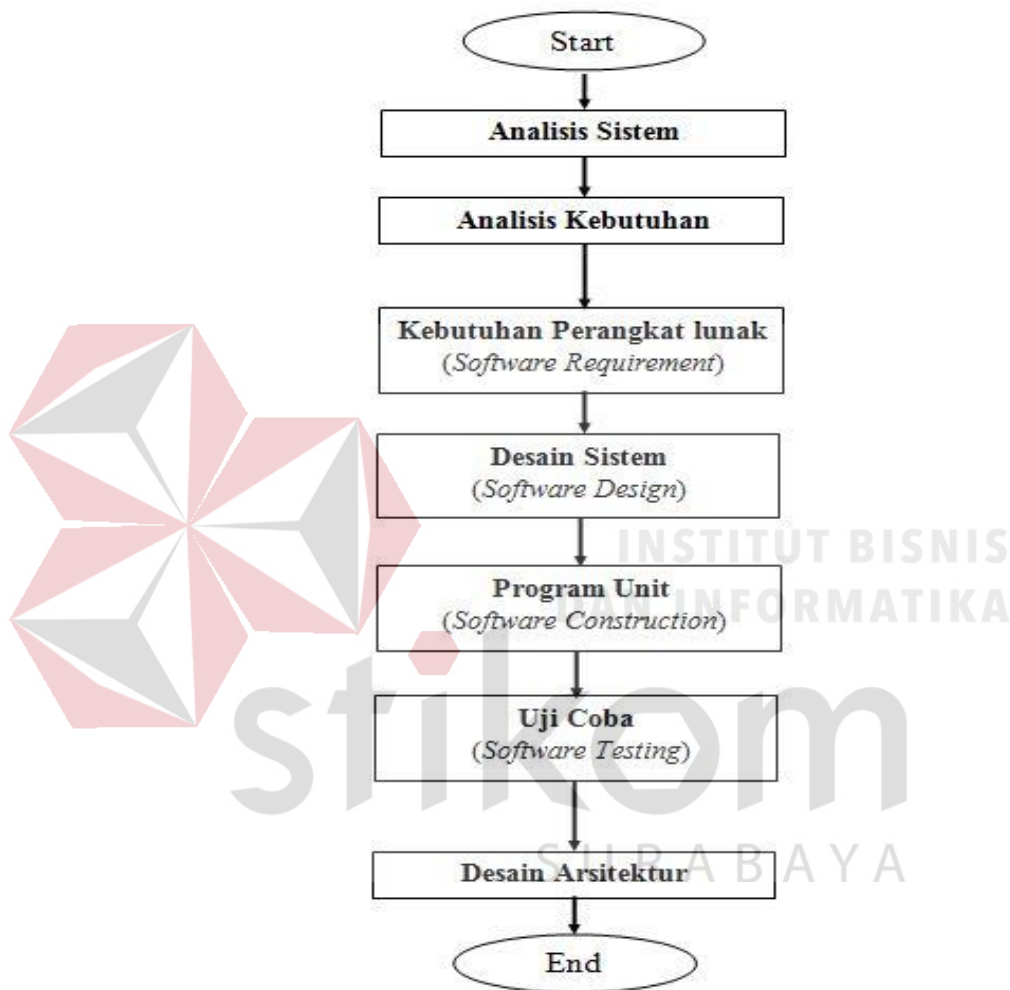 Start
Analisis Sistem
Analisis Kebutuhan
Kebutuhan Perangkat lunak
(Software Requirement)
Desain Sistem
(Software Design)
INSTITUT BISNIS
Program Unit
DAN INFORMATIKA
(Software Construction)
stikom
Uji Coba
(Software Testing)
SURABAYA
Desain Arsitektur
End